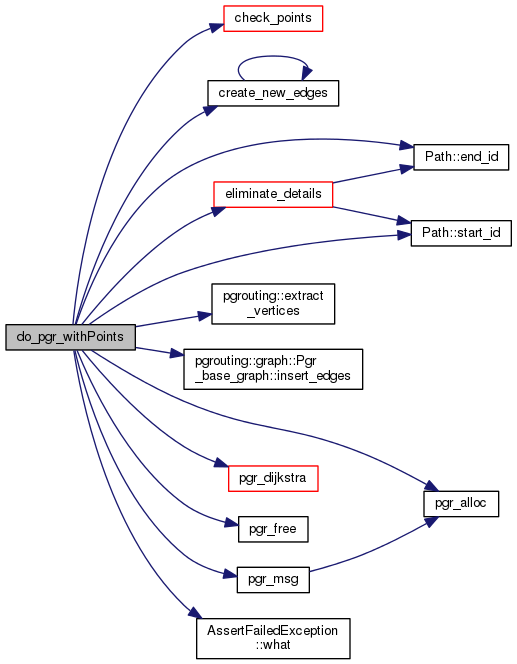 check_points
create_new_edges
Path::end_id
eliminate_details
Path::start_id
pgrouting::extract
_vertices
do_pgr_withPoints
pgrouting::graph::Pgr
_base_graph::insert_edges
pgr_dijkstra
pgr_alloc
pgr_free
pgr_msg
AssertFailedException
::what